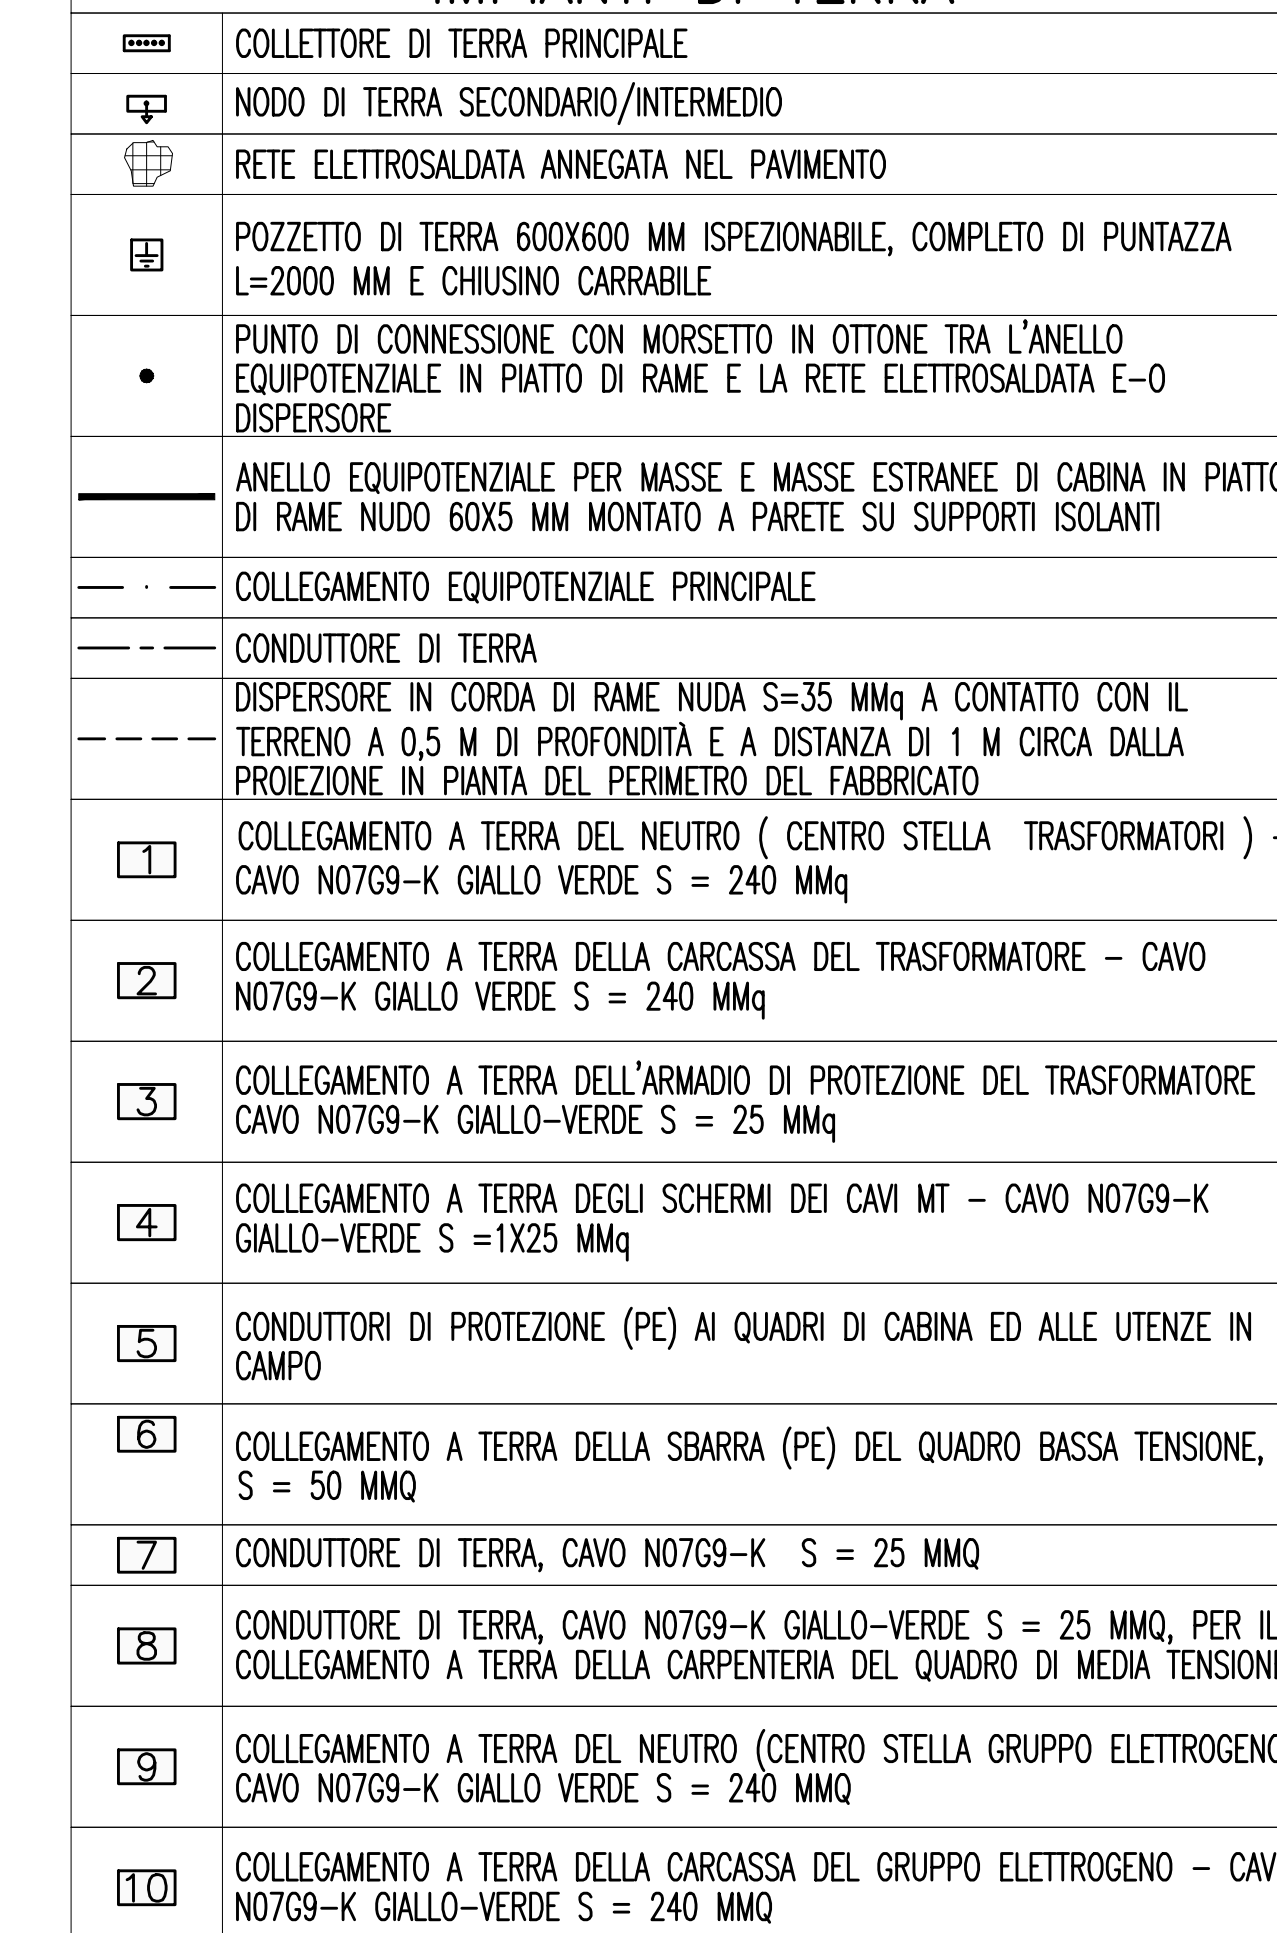 IMPIANTI DI TERRA
COLLETTORE DI TERRA PRINCIPALE
NODO DI TERRA SECONDARIO/INTERMEDIO
RETE ELETTROSALDATA ANNEGATA NEL PAVIMENTO
POZZETTO DI TERRA 600X600 MM ISPEZIONABILE, COMPLETO DI PUNTAZZA
L=2000 MM E CHIUSINO CARRABILE
PUNTO DI CONNESSIONE CON MORSETTO IN OTTONE TRA L'ANELLO
EQUIPOTENZIALE IN PIATTO DI RAME E LA RETE ELETTROSALDATA E-O
DISPERSORE
ANELLO EQUIPOTENZIALE PER MASSE E MASSE ESTRANEE DI CABINA IN PIATTO
DI RAME NUDO 60X5 MM MONTATO A PARETE SU SUPPORTI ISOLANTI
COLLEGAMENTO EQUIPOTENZIALE PRINCIPALE
CONDUTTORE DI TERRA
DISPERSORE IN CORDA DI RAME NUDA S=35 MMq A CONTATTO CON IL
TERRENO A 0,5 M DI PROFONDITÀ E A DISTANZA DI 1 M CIRCA DALLA
PROIEZIONE IN PIANTA DEL PERIMETRO DEL FABBRICATO
1 COLLEGAMENTO A TERRA DEL NEUTRO ( CENTRO STELLA TRASFORMATORI ) -
CAVO N07G9-K GIALLO VERDE S = 240 MMq
2 COLLEGAMENTO A TERRA DELLA CARCASSA DEL TRASFORMATORE - CAVO
N07G9-K GIALLO VERDE S = 240 MMq
3 COLLEGAMENTO A TERRA DELL'ARMADIO DI PROTEZIONE DEL TRASFORMATORE
CAVO N07G9-K GIALLO-VERDE S = 25 MMq
4 COLLEGAMENTO A TERRA DEGLI SCHERMI DEI CAVI MT - CAVO N07G9-K
GIALLO-VERDE S =1X25 MMq
5 CONDUTTORI DI PROTEZIONE (PE) AI QUADRI DI CABINA ED ALLE UTENZE IN
CAMPO
6 COLLEGAMENTO A TERRA DELLA SBARRA (PE) DEL QUADRO BASSA TENSIONE,
S = 50 MMQ
7 CONDUTTORE DI TERRA, CAVO N07G9-K S = 25 MMQ
8 CONDUTTORE DI TERRA, CAVO N07G9-K GIALLO-VERDE S = 25 MMQ, PER IL
COLLEGAMENTO A TERRA DELLA CARPENTERIA DEL QUADRO DI MEDIA TENSIONE
9 COLLEGAMENTO A TERRA DEL NEUTRO (CENTRO STELLA GRUPPO ELETTROGENO
CAVO N07G9-K GIALLO VERDE S = 240 MMQ
10 COLLEGAMENTO A TERRA DELLA CARCASSA DEL GRUPPO ELETTROGENO - CAV
N07G9-K GIALLO-VERDE S = 240 MMQ